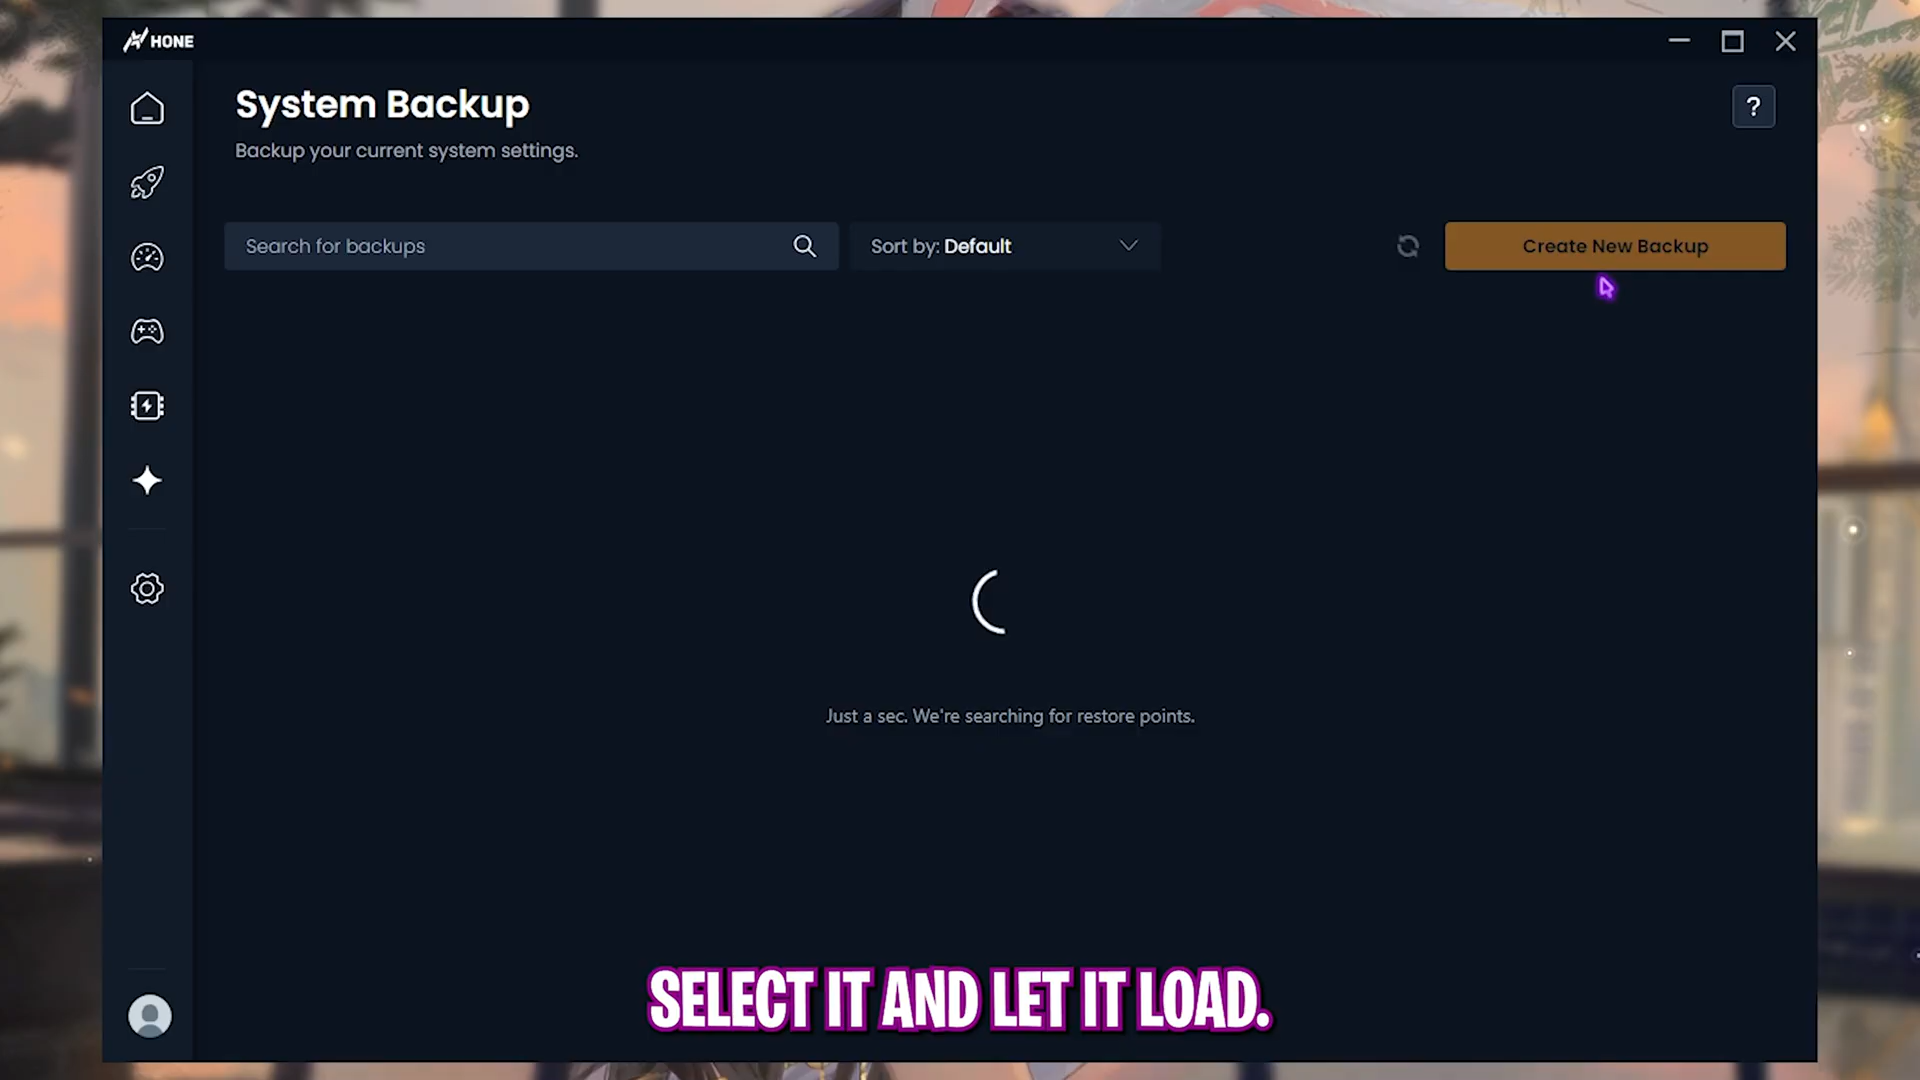 HONE
System Backup
?
Backup your current system settings.
Search for backups
Sort by: Default
Create New Backup
Just a sec. We're searching for restore points.
SELECT IT AND LET IT LOAD.